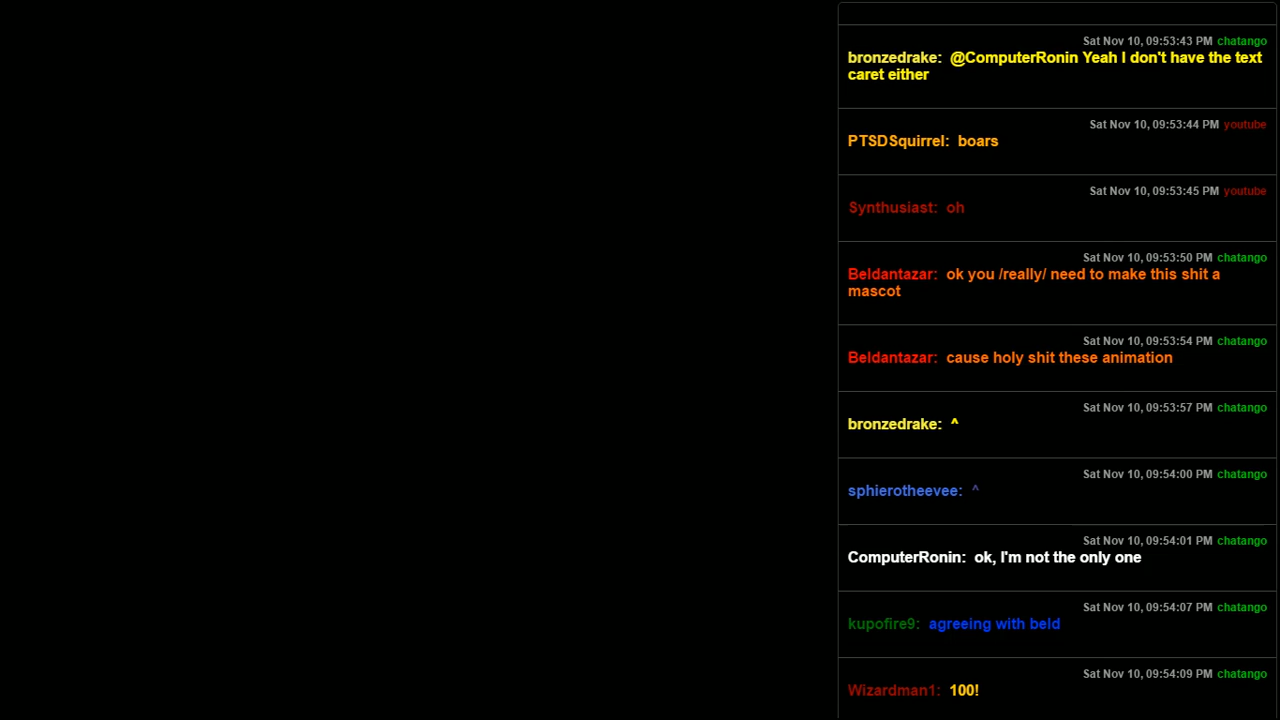 Sat Nov 10, 09:53:43 PM chatango
bronzedrake: @ComputerRonin Yeah I don't have the text
caret either
Sat Nov 10, 09:53:44 PM youtube
PTSDSquirrel: boars
Sat Nov 10, 09:53:45 PM youtube
Synthusiast: oh
Sat Nov 10, 09:53:50 PM chatango
Beldantazar: ok you /really/ need to make this shit a
mascot
Sat Nov 10, 09:53:54 PM chatango
Beldantazar: cause holy shit these animation
Sat Nov 10, 09:53:57 PM chatango
bronzedrake: ^
Sat Nov 10, 09:54:00 PM chatango
sphierotheevee: ^
Sat Nov 10, 09:54:01 PM chatango
ComputerRonin: ok, I'm not the only one
Sat Nov 10, 09:54:07 PM chatango
kupofire9: agreeing with beld
Sat Nov 10, 09:54:09 PM chatango
Wizardman1: 100!